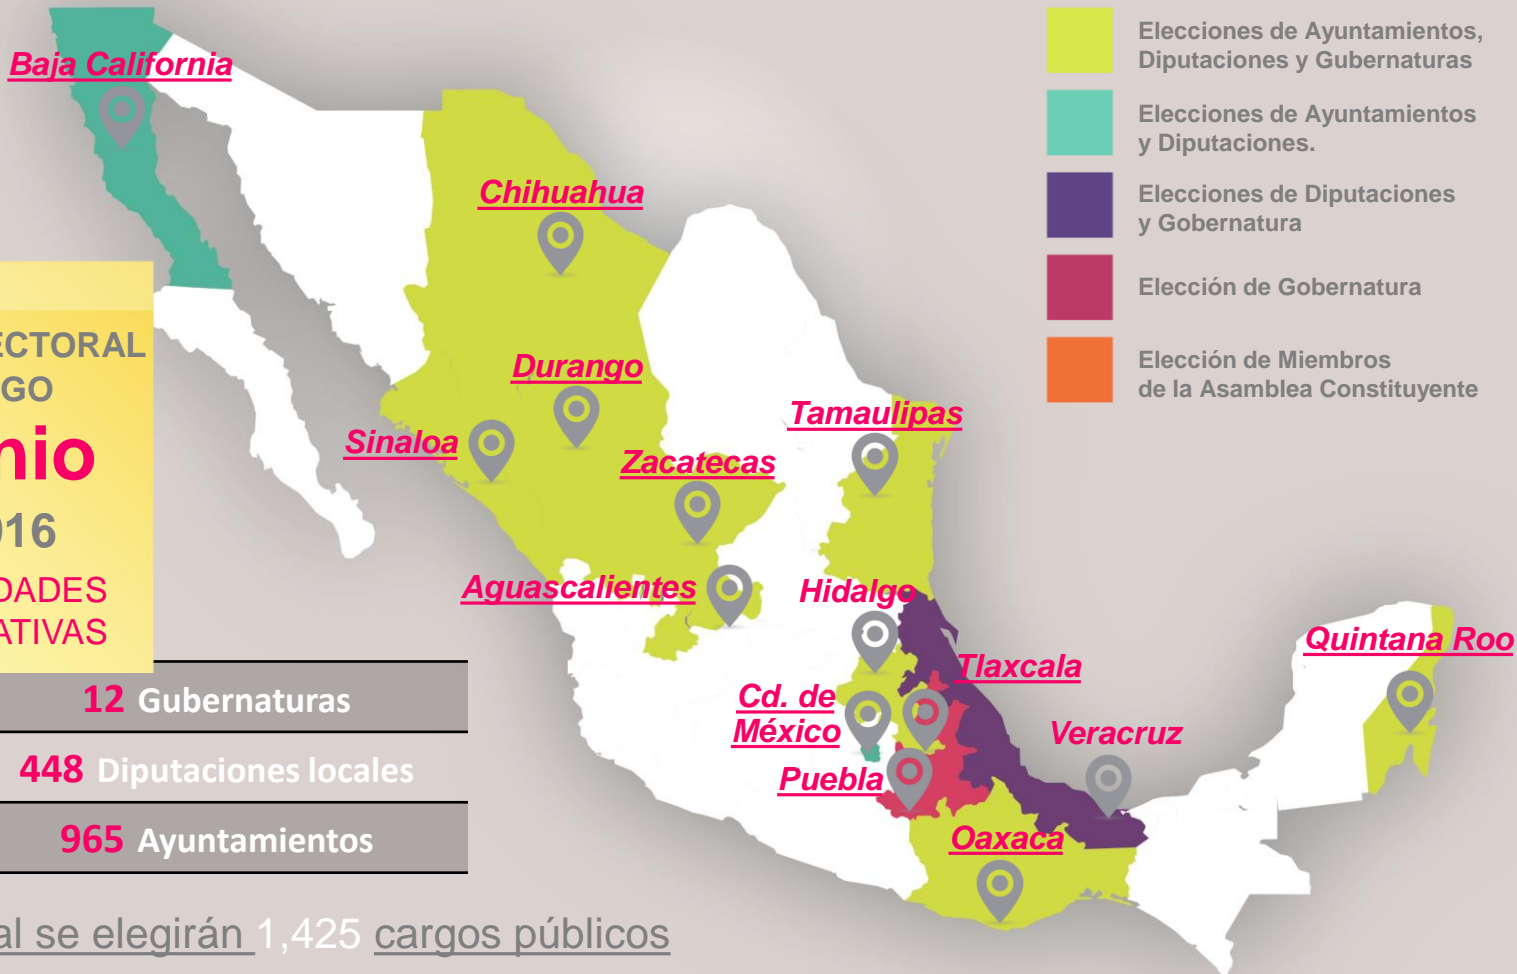 Baja California
Chihuahua
Durango
Sinaloa
Zacatecas
Tamaulipas
Aguascalientes
Hidalgo
Tlaxcala
Cd. de
México
Puebla
Veracruz
Oaxaca
Quintana Roo
Elecciones de Ayuntamientos,
Diputaciones y Gubernaturas
Elecciones de Ayuntamientos
y Diputaciones.
Elecciones de Diputaciones
y Gobernatura
Elección de Gobernatura
Elección de Miembros
de la Asamblea Constituyente
ECTORAL
GO
nio
016
DADES
ATIVAS
12 Gubernaturas
448 Diputaciones locales
965 Ayuntamientos
al se elegirán 1,425 cargos públicos